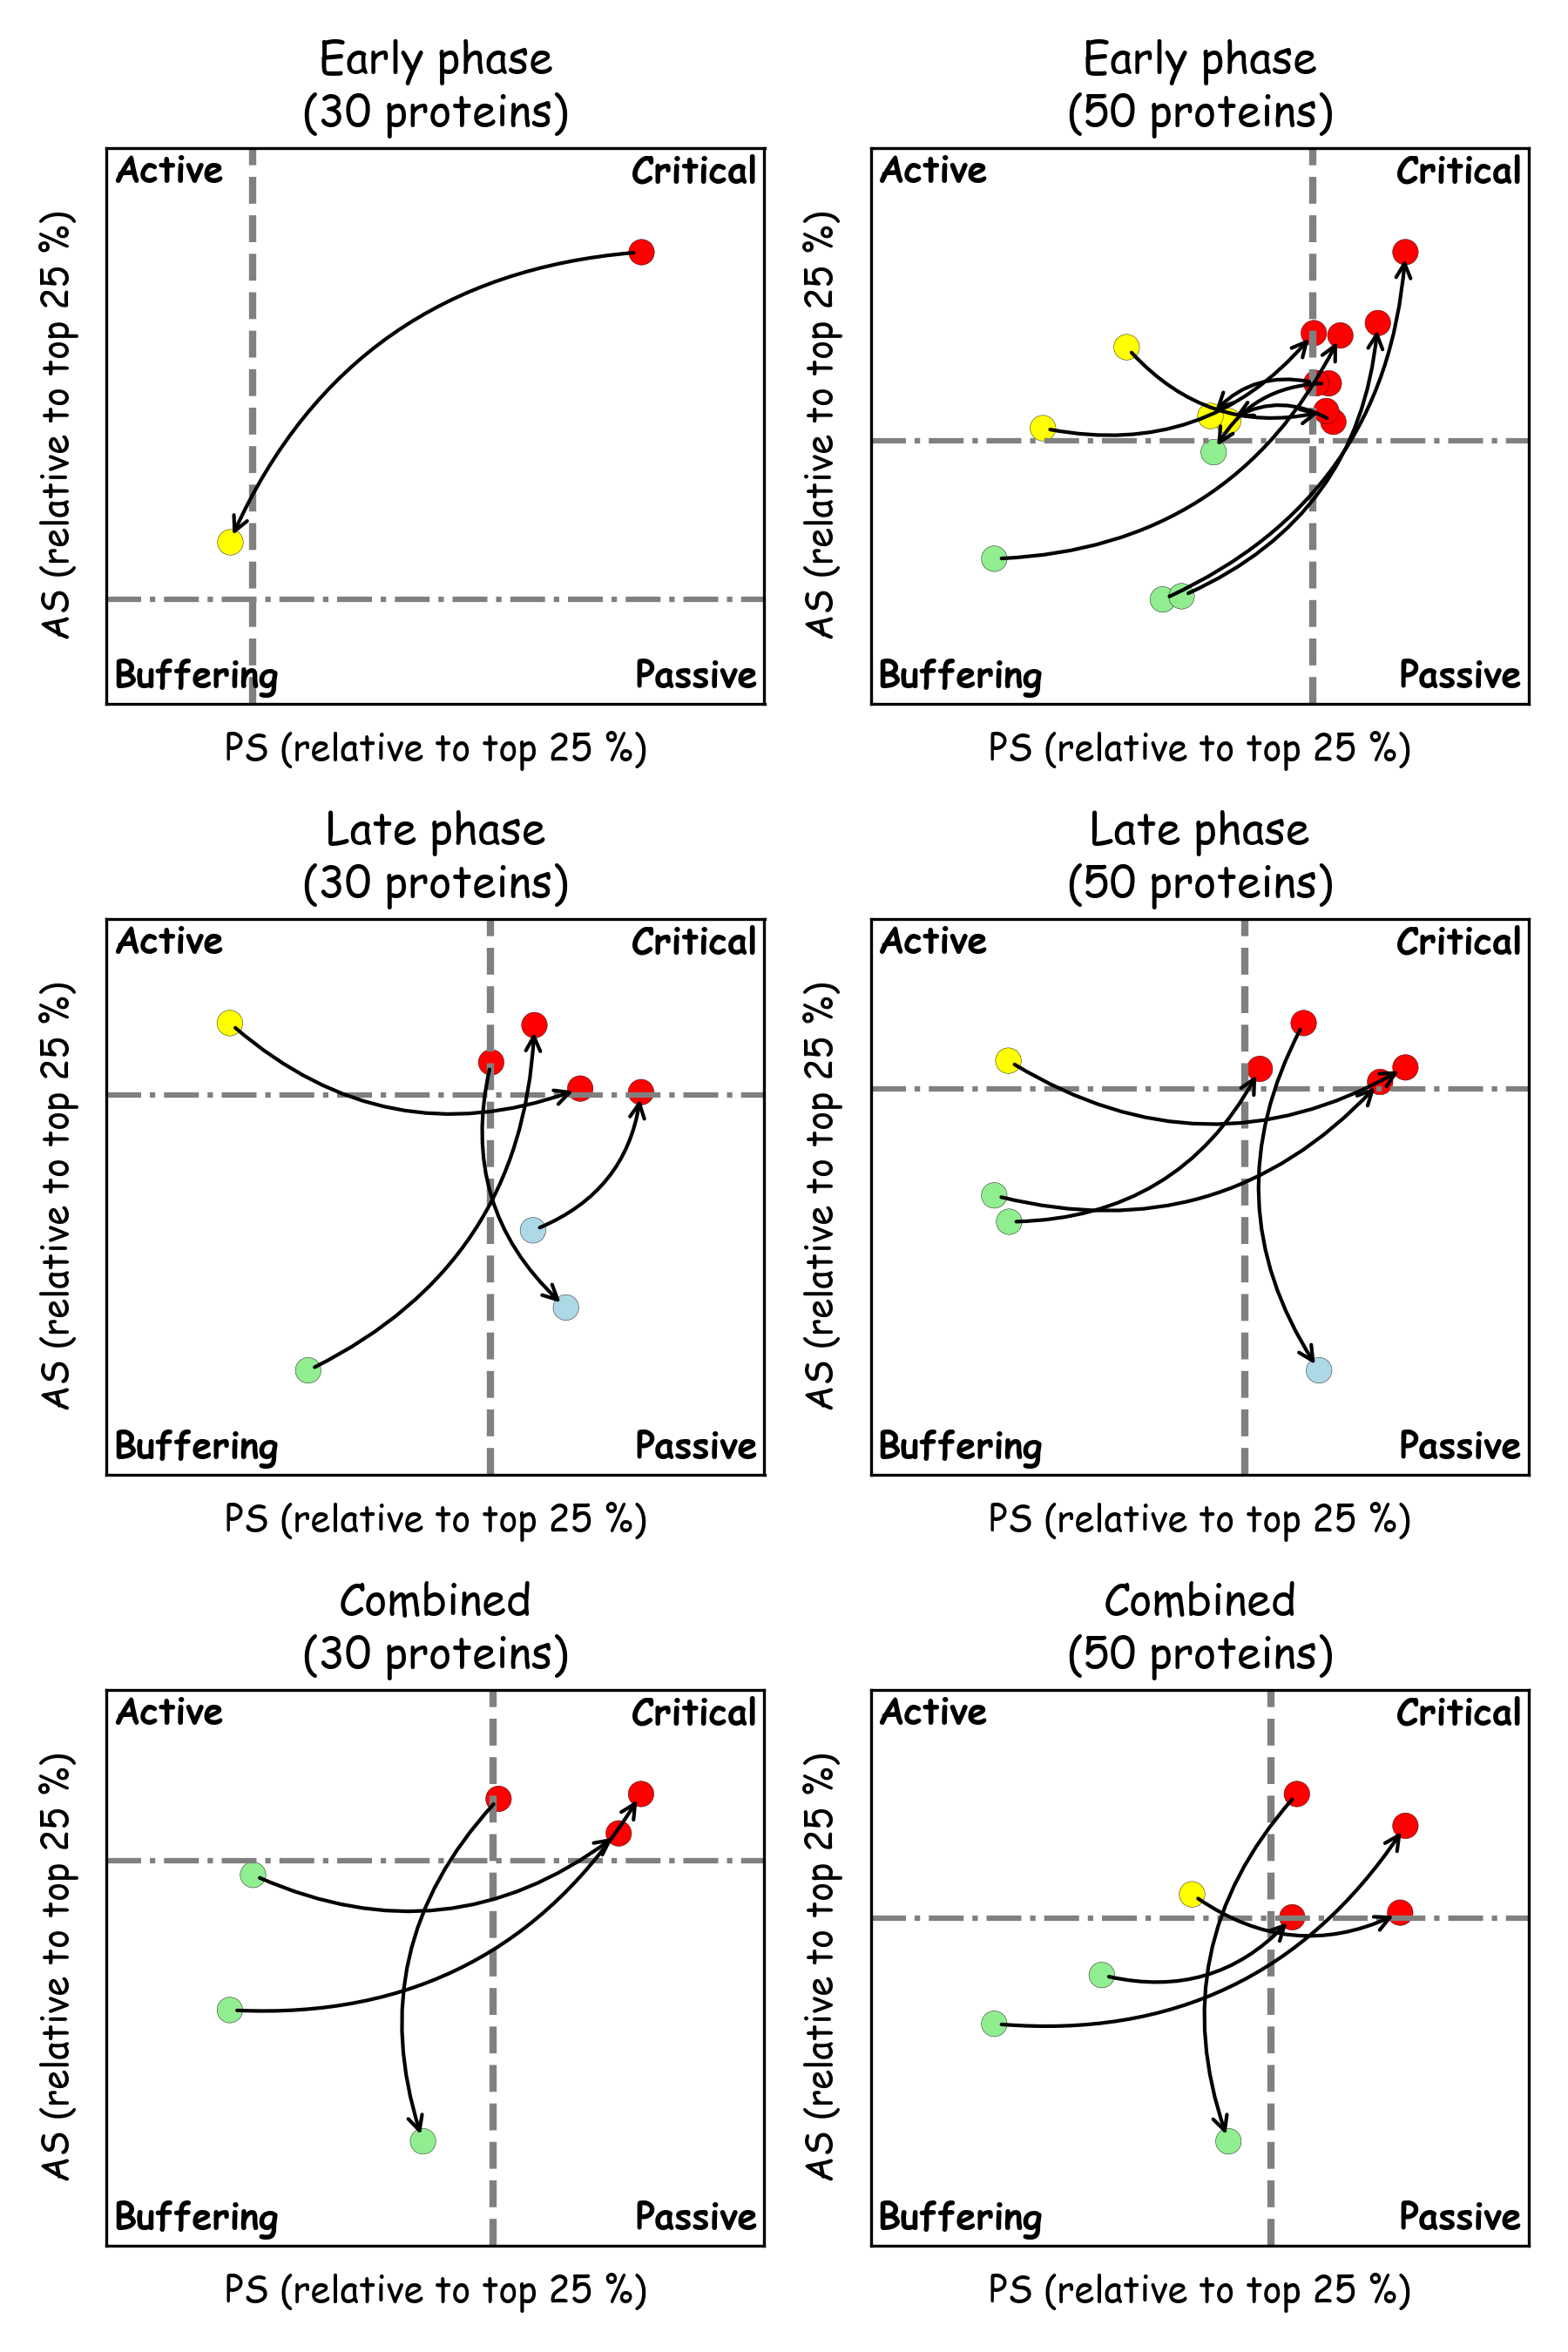 Early phase
(30 proteins)
Active
Critical
AS (relative to top 25 %)
Buffering
Passive
PS (relative to top 25 %)
Early phase
(50 proteins)
Active
Critical
AS (relative to top 25 %)
Buffering
Passive
PS (relative to top 25 %)
Late phase
(30 proteins)
Active
Critical
AS (relative to top 25 %)
Buffering
Passive
PS (relative to top 25 %)
Late phase
(50 proteins)
Active
Critical
AS (relative to top 25 %)
Buffering
Passive
PS (relative to top 25 %)
Combined
(30 proteins)
Active
Critical
AS (relative to top 25 %)
Buffering
Passive
PS (relative to top 25 %)
Combined
(50 proteins)
Active
Critical
AS (relative to top 25 %)
Buffering
Passive
PS (relative to top 25 %)